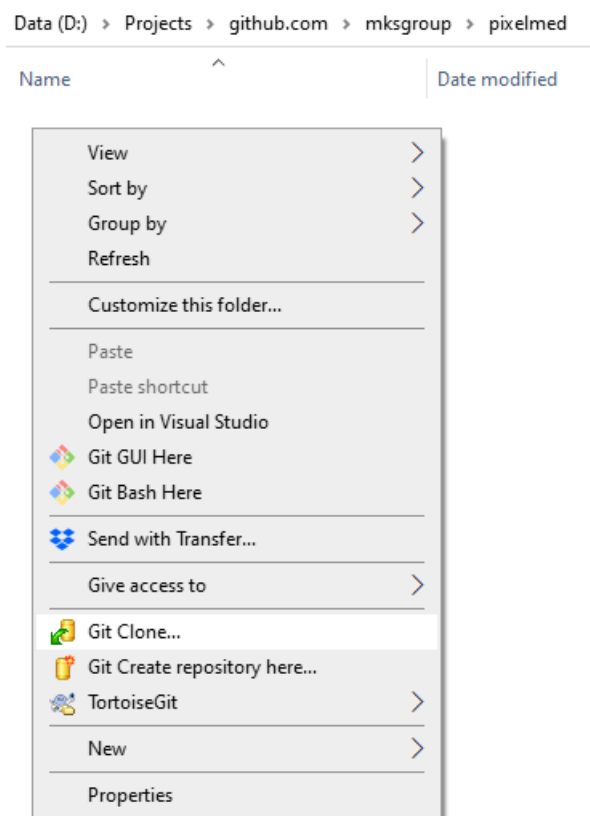 Data (D:) > Projects > github.com > mksgroup > pixelmed
Name Date modified
View
Sort by
Group by
Refresh
Customize this folder...
Paste
Paste shortcut
Open in Visual Studio
Git GUI Here
Git Bash Here
Send with Transfer...
Give access to
Git Clone...
Git Create repository here...
TortoiseGit
New
Properties